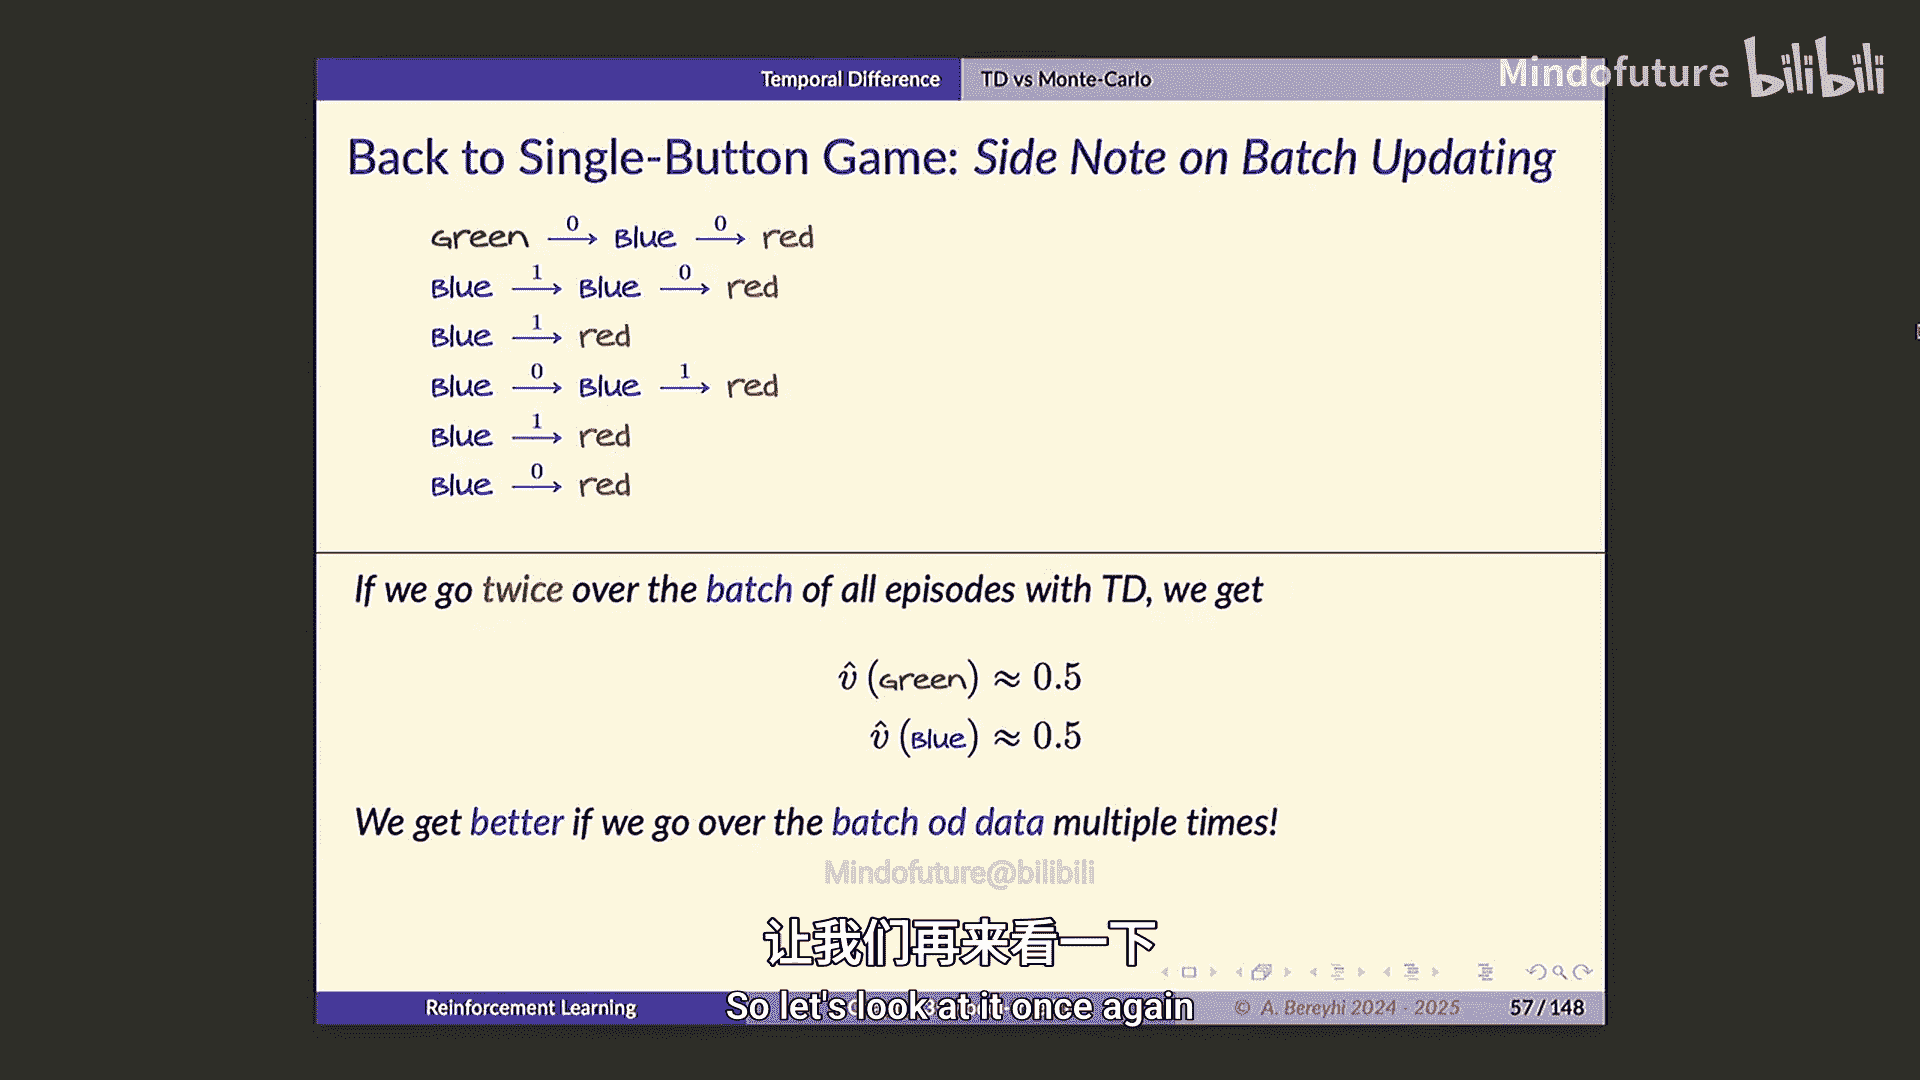 Temporal Difference TD vs Monte-Carlo
Mindofuture bilibili
Back to Single-Button Game: Side Note on Batch Updating
Green 0→ Blue 0→ red
Blue 1→ Blue 0→ red
Blue 1→ red
Blue 0→ Blue 1→ red
Blue 1→ red
Blue 0→ red
If we go twice over the batch of all episodes with TD, we get
v̂ (Green) ≈ 0.5
v̂ (Blue) ≈ 0.5
We get better if we go over the batch od data multiple times!
Mindofuture@bilibili
让我们再来看一下
So let's look at it once again
Reinforcement Learning © A. Bereyhi 2024 - 2025 57 / 148